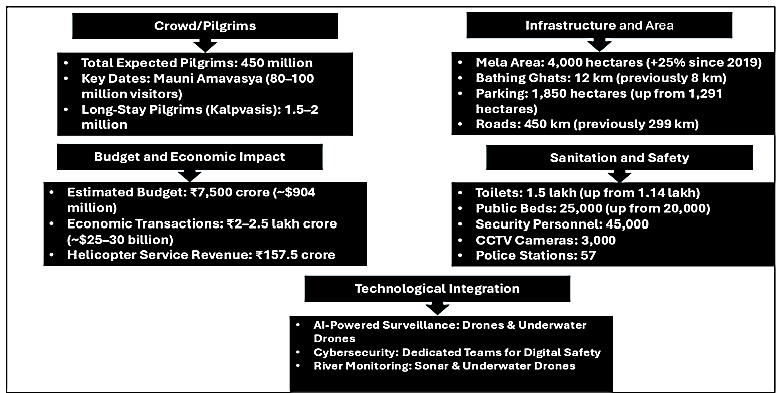 Crowd/Pilgrims
• Total Expected Pilgrims: 450 million
• Key Dates: Mauni Amavasya (80–100
million visitors)
• Long-Stay Pilgrims (Kalpvasis): 1.5–2
million
Infrastructure and Area
• Mela Area: 4,000 hectares (+25% since 2019)
• Bathing Ghats: 12 km (previously 8 km)
• Parking: 1,850 hectares (up from 1,291
hectares)
• Roads: 450 km (previously 299 km)
Budget and Economic Impact
• Estimated Budget: ₹7,500 crore (~$904
million)
• Economic Transactions: ₹2–2.5 lakh crore
(~$25–30 billion)
• Helicopter Service Revenue: ₹157.5 crore
Sanitation and Safety
• Toilets: 1.5 lakh (up from 1.14 lakh)
• Public Beds: 25,000 (up from 20,000)
• Security Personnel: 45,000
• CCTV Cameras: 3,000
• Police Stations: 57
Technological Integration
• AI-Powered Surveillance: Drones & Underwater
Drones
• Cybersecurity: Dedicated Teams for Digital Safety
• River Monitoring: Sonar & Underwater Drones